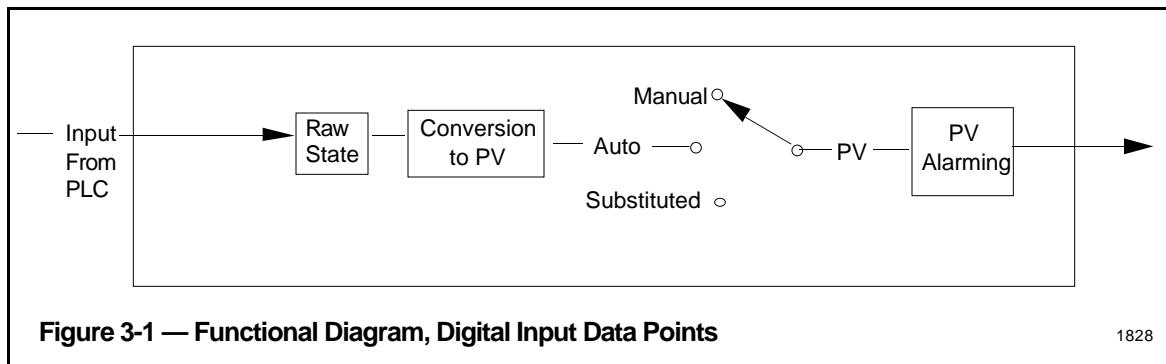 Input
From
PLC
Raw
State
Conversion
to PV
Manual
Auto
Substituted
PV
PV
Alarming
Figure 3-1 — Functional Diagram, Digital Input Data Points
1828